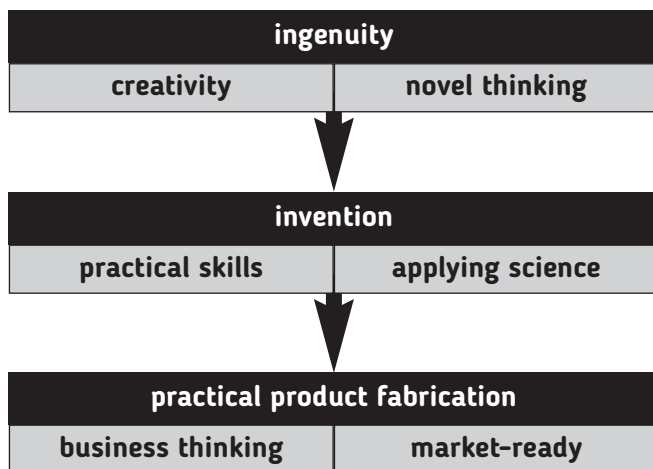 ingenuity
creativity
novel thinking
invention
practical skills
applying science
practical product fabrication
business thinking
market-ready